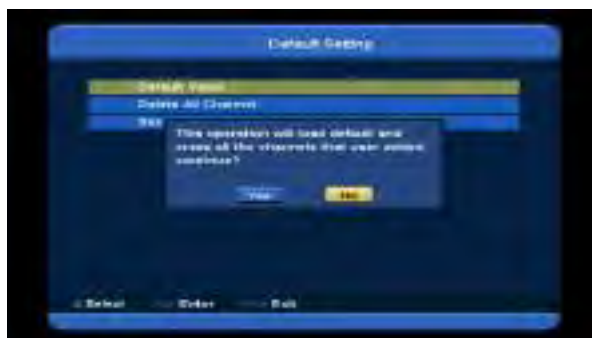 Default Setting
Default Value
Delete All Channel
This operation will load default and
erase all the channels that user added
continue?
Yes No
Select Enter Exit